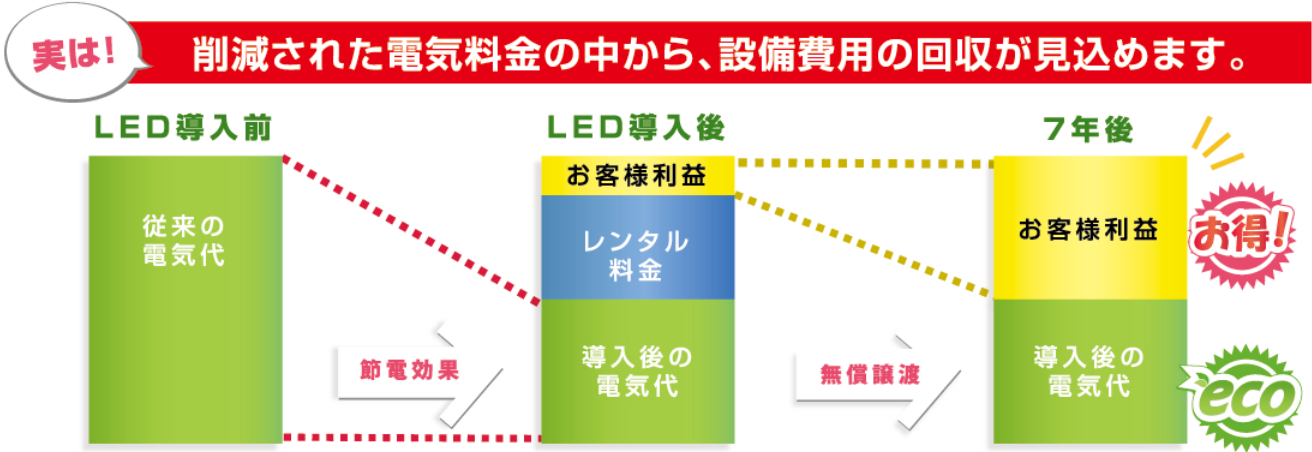 実は!
削減された電気料金の中から、設備費用の回収が見込めます。
LED導入前
従来の
電気代
節電効果
LED導入後
お客様利益
レンタル
料金
導入後の
電気代
無償譲渡
7年後
お客様利益
お得!
導入後の
電気代
eco